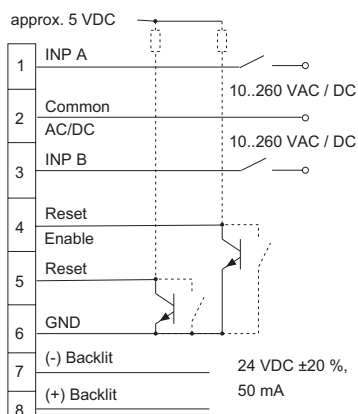 approx. 5 VDC
1 INP A
10..260 VAC / DC
2 Common
AC/DC
10..260 VAC / DC
3 INP B
4 Reset
Enable
5 Reset
6 GND
7 (-) Backlit
24 VDC ±20 %,
50 mA
8 (+) Backlit